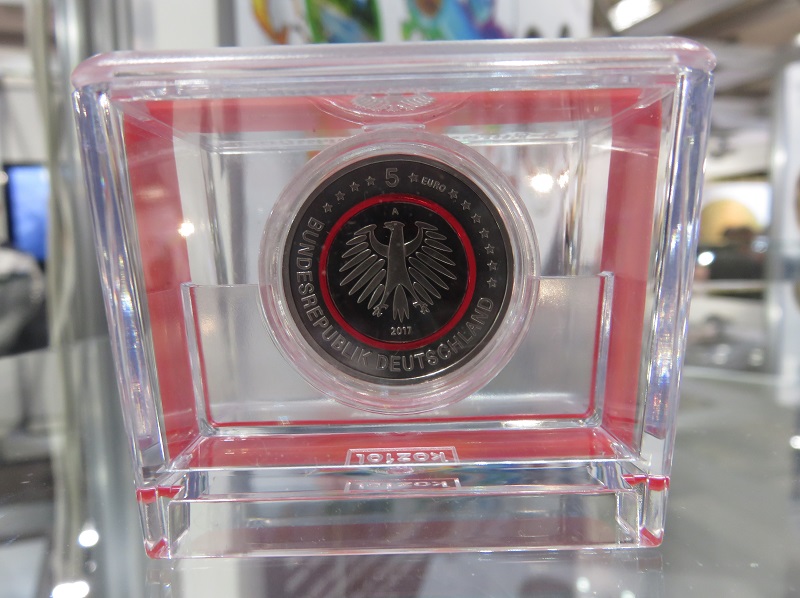 5 EURO
A
2017
BUNDESREPUBLIK DEUTSCHLAND
koziol